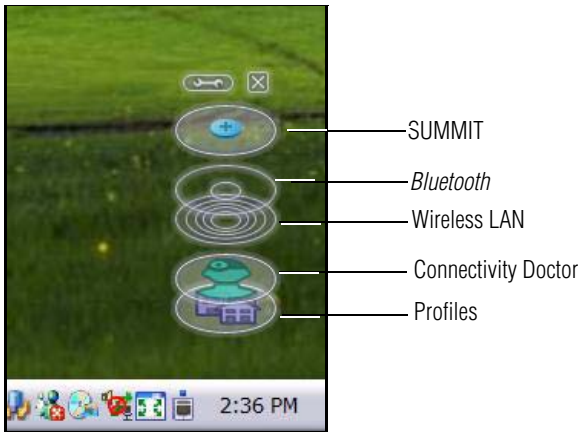 SUMMIT
Bluetooth
Wireless LAN
Connectivity Doctor
Profiles
2:36 PM